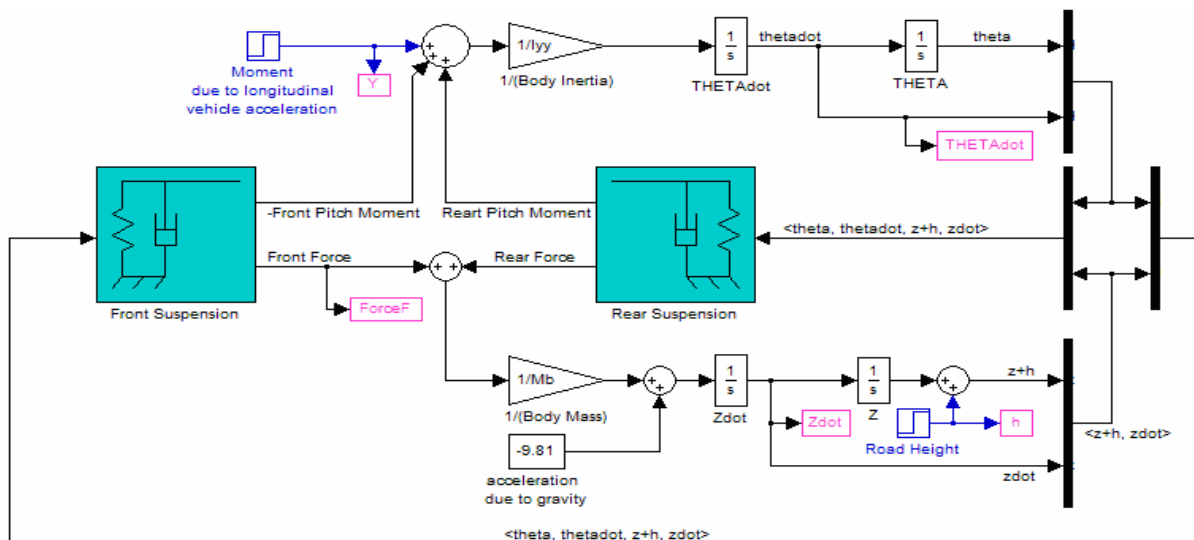 Moment
due to longitudinal
vehicle acceleration
Y
+
+
+
1/Iyy
1/(Body Inertia)
1
s
THETAdot
thetadot
1
s
THETA
theta
THETAdot
-Front Pitch Moment
Reart Pitch Moment
<theta, thetadot, z+h, zdot>
Front Force
+ +
Rear Force
ForceF
Front Suspension
Rear Suspension
1/Mb
1/(Body Mass)
+
+
1
s
Zdot
1
s
Z
+
+
z+h
Zdot
Road Height
h
<z+h, zdot>
-9.81
acceleration
due to gravity
zdot
<theta, thetadot, z+h, zdot>